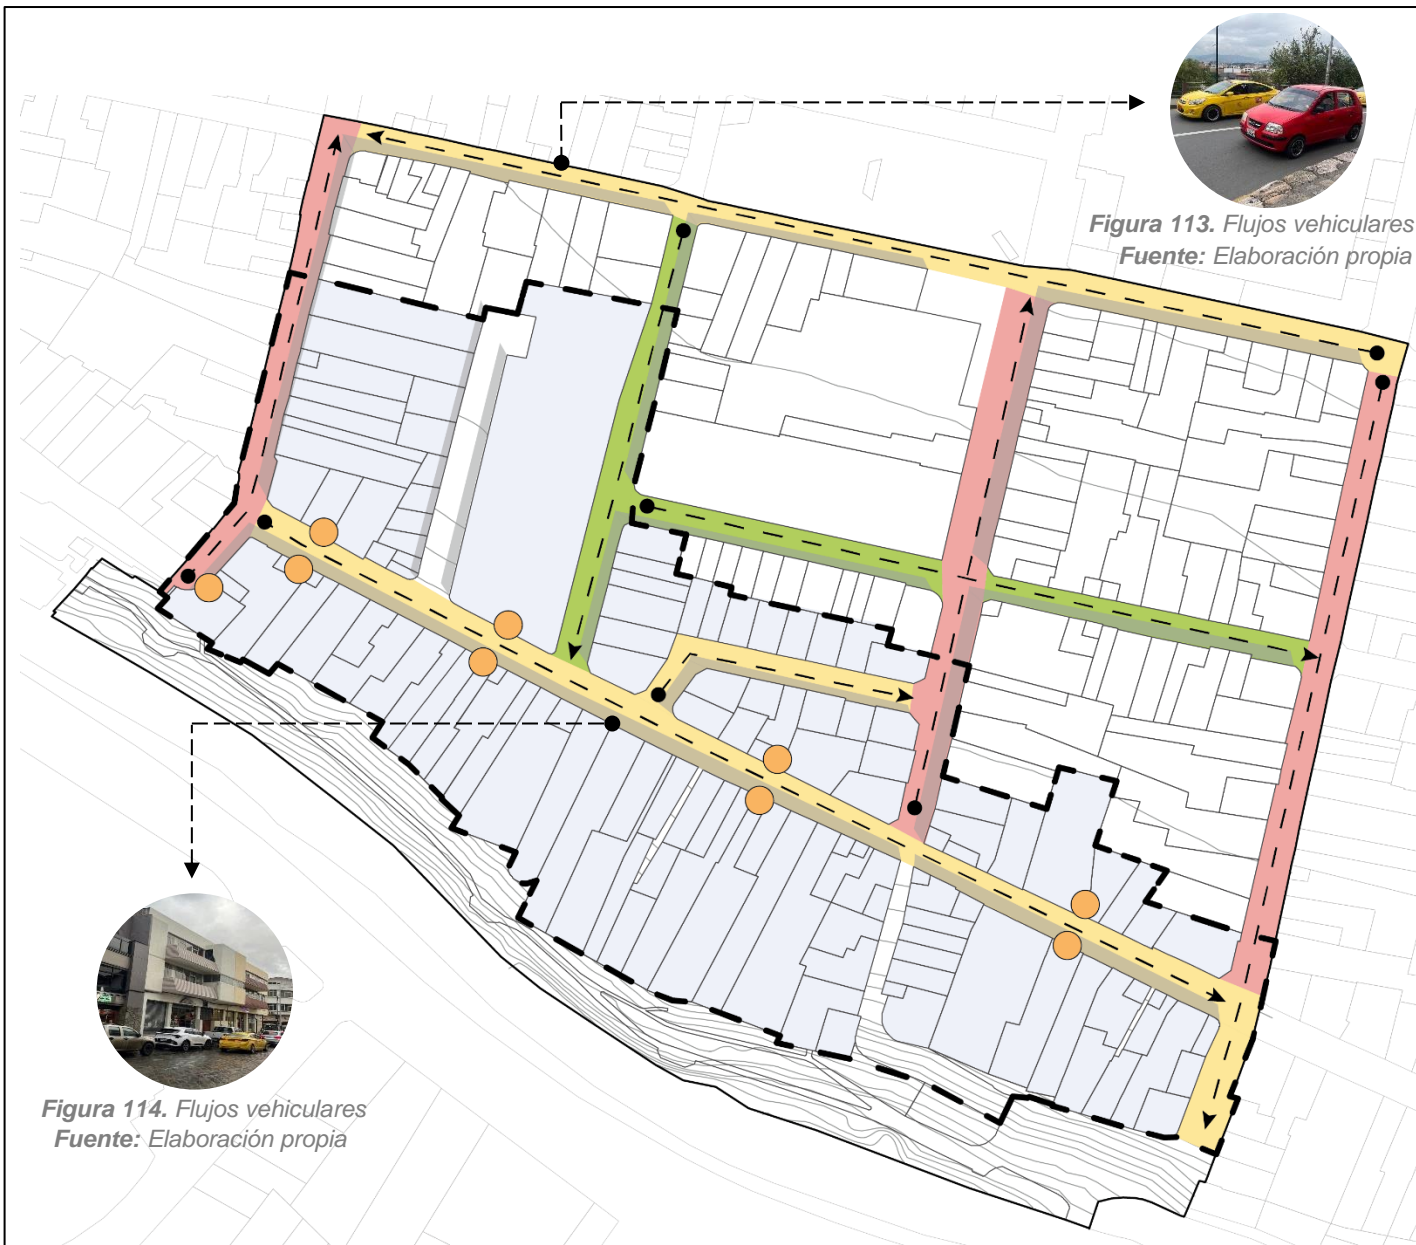 Figura 113. Flujos vehiculares
Fuente: Elaboración propia
Figura 114. Flujos vehiculares
Fuente: Elaboración propia